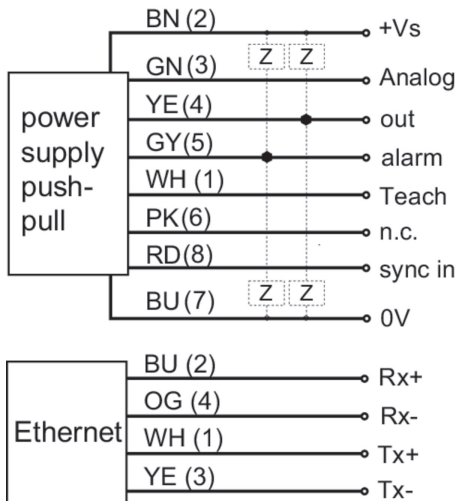 BN (2) +Vs
Z Z
GN (3) Analog
YE (4) out
GY(5) alarm
WH (1) Teach
PK(6) n.c.
RD(8) sync in
Z Z
BU (7) 0V
power
supply
push-
pull
BU (2) Rx+
OG (4) Rx-
WH (1) Tx+
YE (3) Tx-
Ethernet